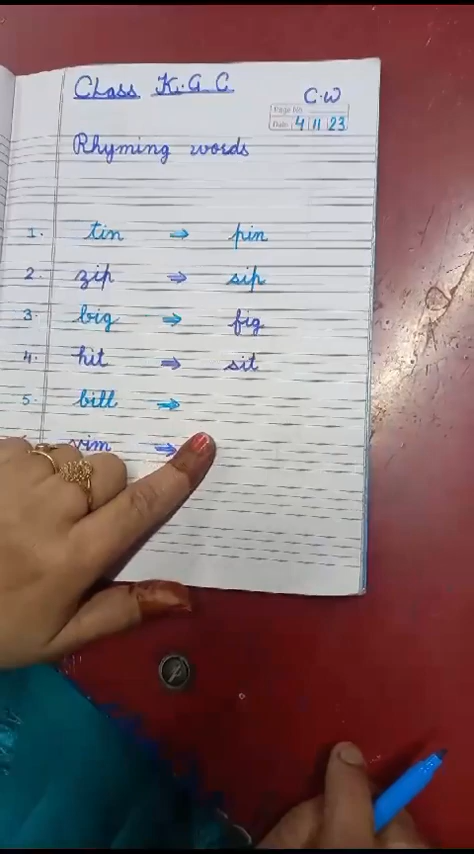 Class K.G C
C.W
Page No.
Date 4 11 23
Rhyming words
1. tin ⇒ pin
2. zip ⇒ sip
3. big ⇒ fig
4. hit ⇒ sit
5. bill ⇒
vim ⇒